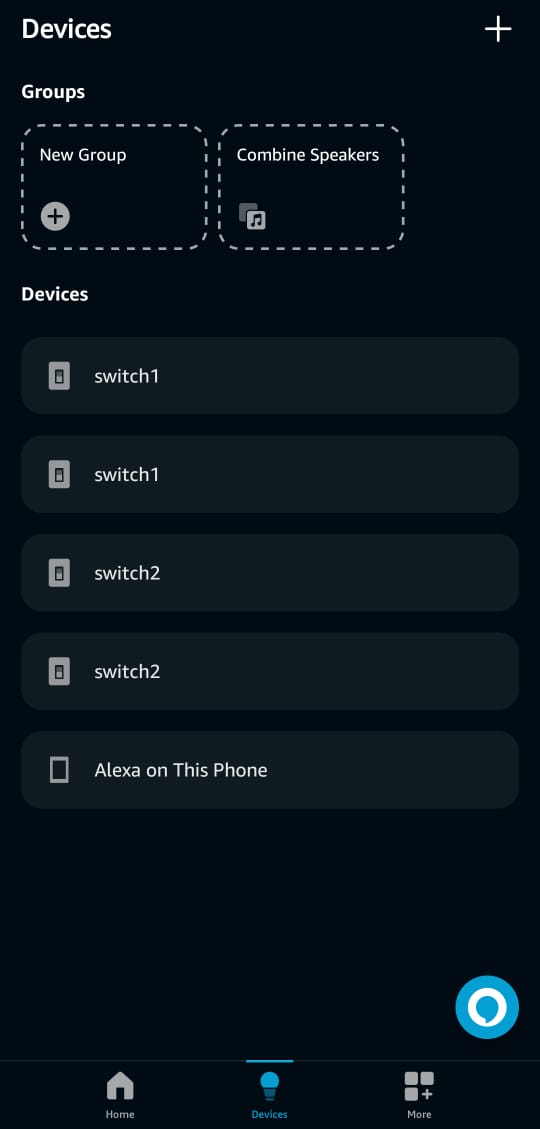 Devices
Groups
New Group
Combine Speakers
Devices
switch1
switch1
switch2
switch2
Alexa on This Phone
Home
Devices
More